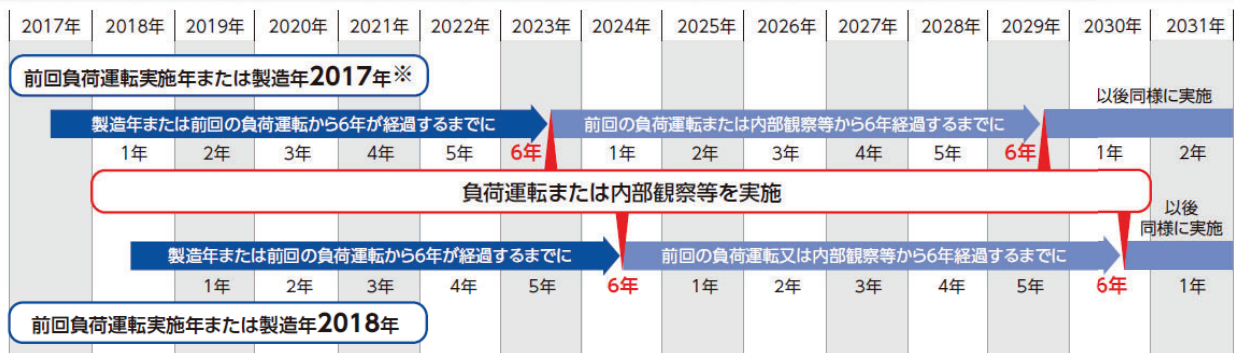 2017年 2018年 2019年 2020年 2021年 2022年 2023年 2024年 2025年 2026年 2027年 2028年 2029年 2030年 2031年
前回負荷運転実施年または製造年2017年※
以後同様に実施
製造年または前回の負荷運転から6年が経過するまでに 前回の負荷運転または内部観察等から6年経過するまでに
1年 2年 3年 4年 5年 6年 1年 2年 3年 4年 5年 6年 1年 2年
負荷運転または内部観察等を実施
以後
同様に実施
製造年または前回の負荷運転から6年が経過するまでに 前回の負荷運転又は内部観察等から6年経過するまでに
1年 2年 3年 4年 5年 6年 1年 2年 3年 4年 5年 6年 1年
前回負荷運転実施年または製造年2018年